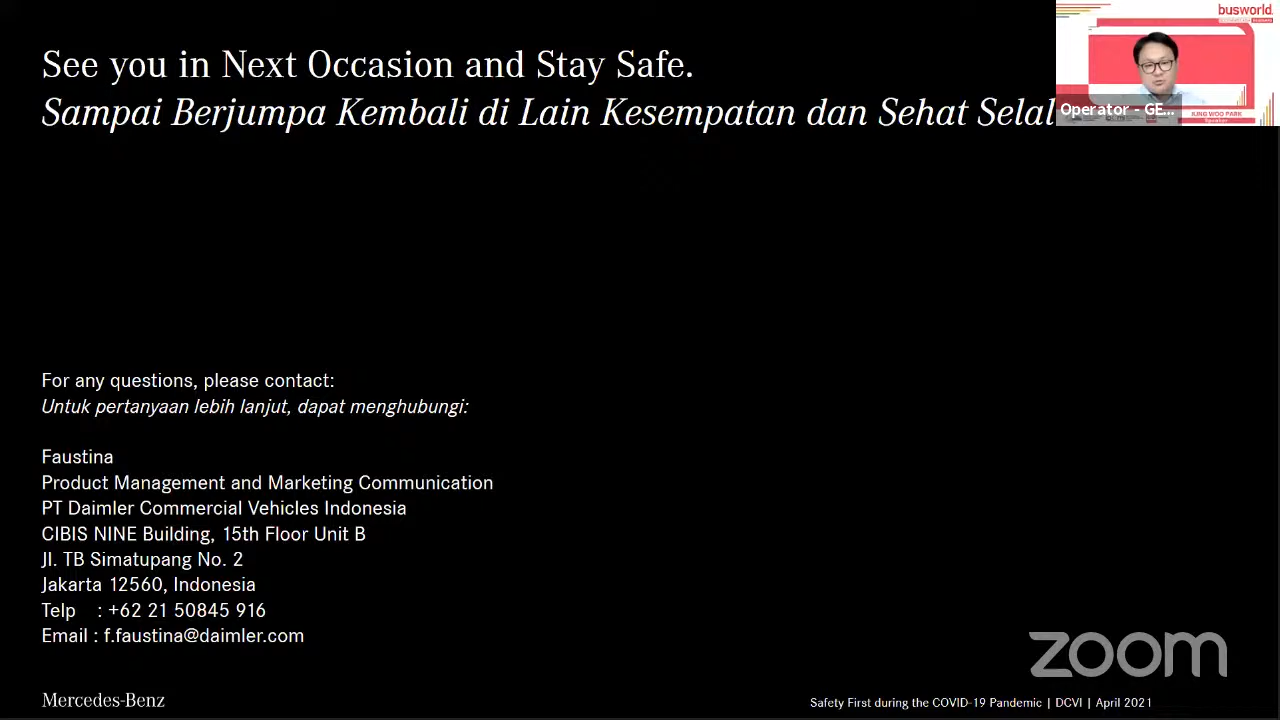 See you in Next Occasion and Stay Safe.
Sampai Berjumpa Kembali di Lain Kesempatan dan Sehat Selal
busworld
Operator - GE...
JUNG WOO PARK
Speaker
For any questions, please contact:
Untuk pertanyaan lebih lanjut, dapat menghubungi:
Faustina
Product Management and Marketing Communication
PT Daimler Commercial Vehicles Indonesia
CIBIS NINE Building, 15th Floor Unit B
Jl. TB Simatupang No. 2
Jakarta 12560, Indonesia
Telp : +62 21 50845 916
Email : f.faustina@daimler.com
zoom
Mercedes-Benz
Safety First during the COVID-19 Pandemic | DCVI | April 2021